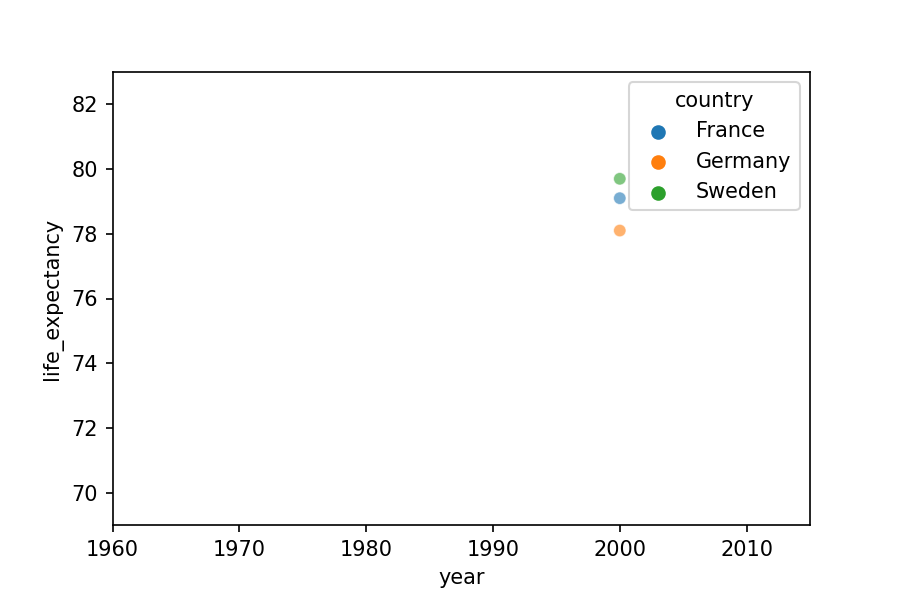 country
France
Germany
Sweden
82
80
78
76
74
72
70
life_expectancy
1960 1970 1980 1990 2000 2010
year